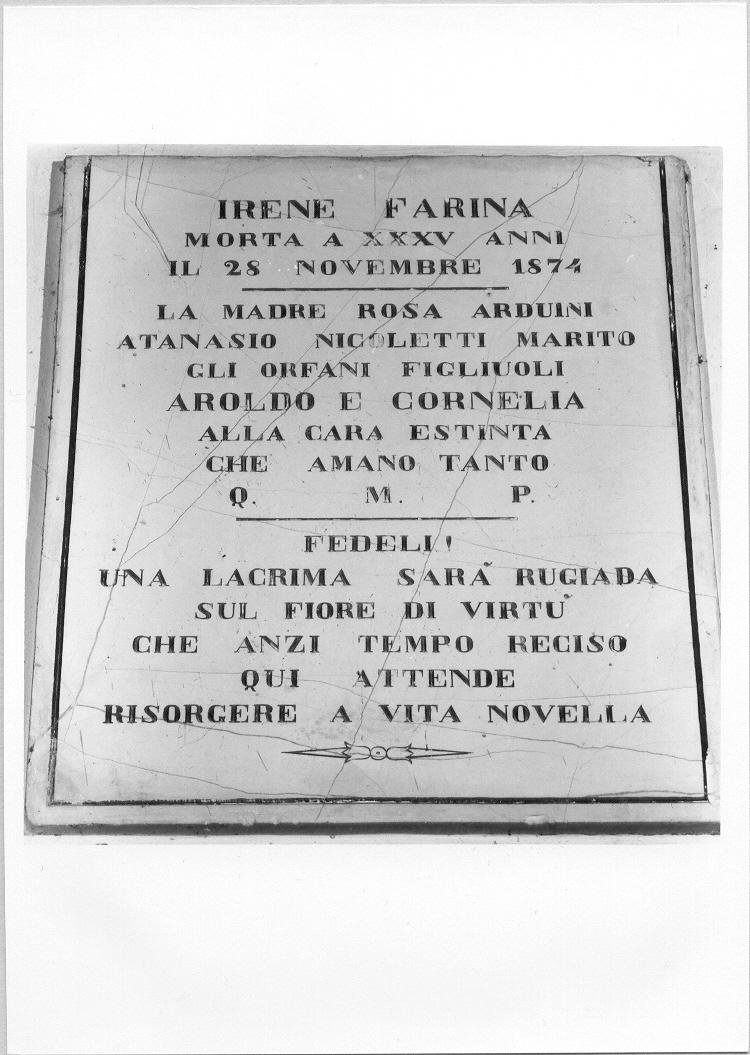 IRENE FARINA
MORTA A XXXV ANNI
IL 28 NOVEMBRE 1874
LA MADRE ROSA ARDUINI
ATANASIO NICOLETTI MARITO
GLI ORFANI FIGLIUOLI
AROLDO E CORNELIA
ALLA CARA ESTINTA
CHE AMANO TANTO
Q. M. P.
FEDELI!
UNA LACRIMA SARÀ RUGIADA
SUL FIORE DI VIRTÙ
CHE ANZI TEMPO RECISO
QUI ATTENDE
RISORGERE A VITA NOVELLA